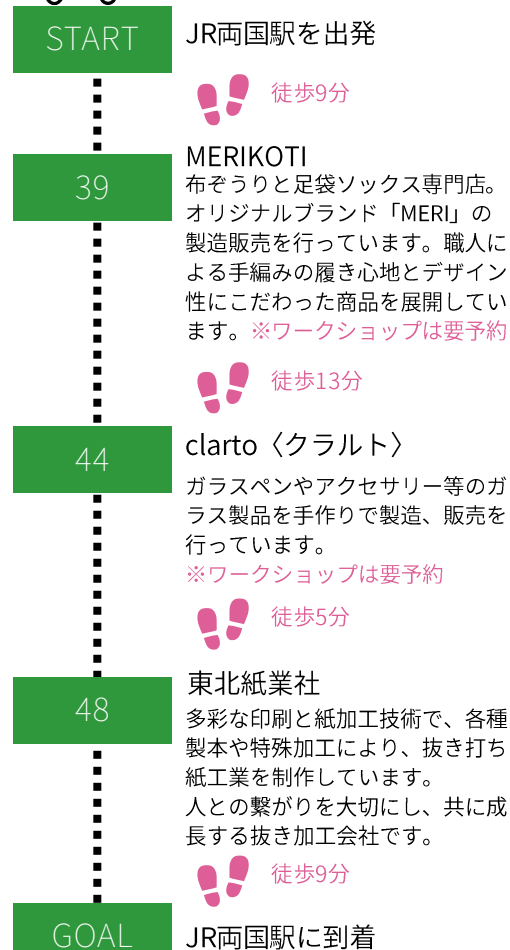 START
JR両国駅を出発
徒歩9分
39
MERIKOTI
布ぞうりと足袋ソックス専門店。
オリジナルブランド「MERI」の
製造販売を行っています。職人に
よる手編みの履き心地とデザイン
性にこだわった商品を展開してい
ます。※ワークショップは要予約
徒歩13分
44
clarto〈クラルト〉
ガラスペンやアクセサリー等のガ
ラス製品を手作りで製造、販売を
行っています。
※ワークショップは要予約
徒歩5分
48
東北紙業社
多彩な印刷と紙加工技術で、各種
製本や特殊加工により、抜き打ち
紙工業を制作しています。
人との繋がりを大切にし、共に成
長する抜き加工会社です。
徒歩9分
GOAL
JR両国駅に到着